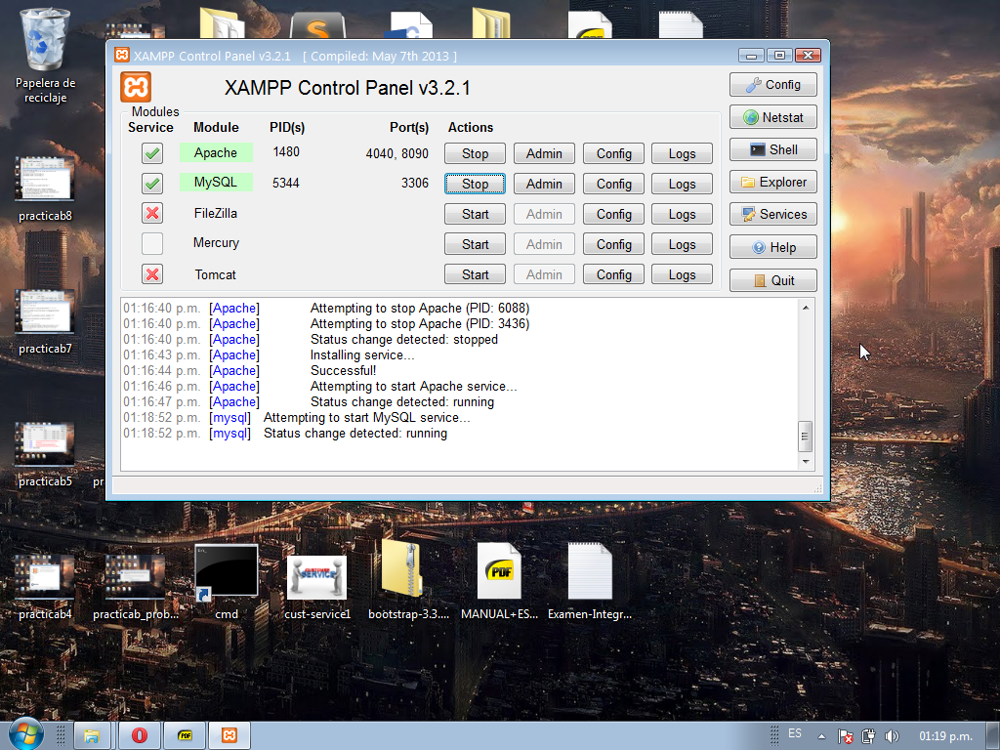 Papelera de
reciclaje
XAMPP Control Panel v3.2.1 [ Compiled: May 7th 2013 ]
XAMPP Control Panel v3.2.1
Config
Netstat
Shell
Explorer
Services
Help
Quit
Modules
Service Module PID(s) Port(s) Actions
Apache 1480 4040, 8090 Stop Admin Config Logs
MySQL 5344 3306 Stop Admin Config Logs
FileZilla Start Admin Config Logs
Mercury Start Admin Config Logs
Tomcat Start Admin Config Logs
01:16:40 p.m. [Apache] Attempting to stop Apache (PID: 6088)
01:16:40 p.m. [Apache] Attempting to stop Apache (PID: 3436)
01:16:40 p.m. [Apache] Status change detected: stopped
01:16:43 p.m. [Apache] Installing service...
01:16:44 p.m. [Apache] Successful!
01:16:46 p.m. [Apache] Attempting to start Apache service...
01:16:47 p.m. [Apache] Status change detected: running
01:18:52 p.m. [mysql] Attempting to start MySQL service...
01:18:52 p.m. [mysql] Status change detected: running
practicab8
practicab7
practicab5
pr
practicab4
practicab_prob...
cmd
CUSTOMER
SERVICE
cust-service1
bootstrap-3.3....
PDF
MANUAL+ES...
Examen-Integr...
PDF
ES
01:19 p.m.